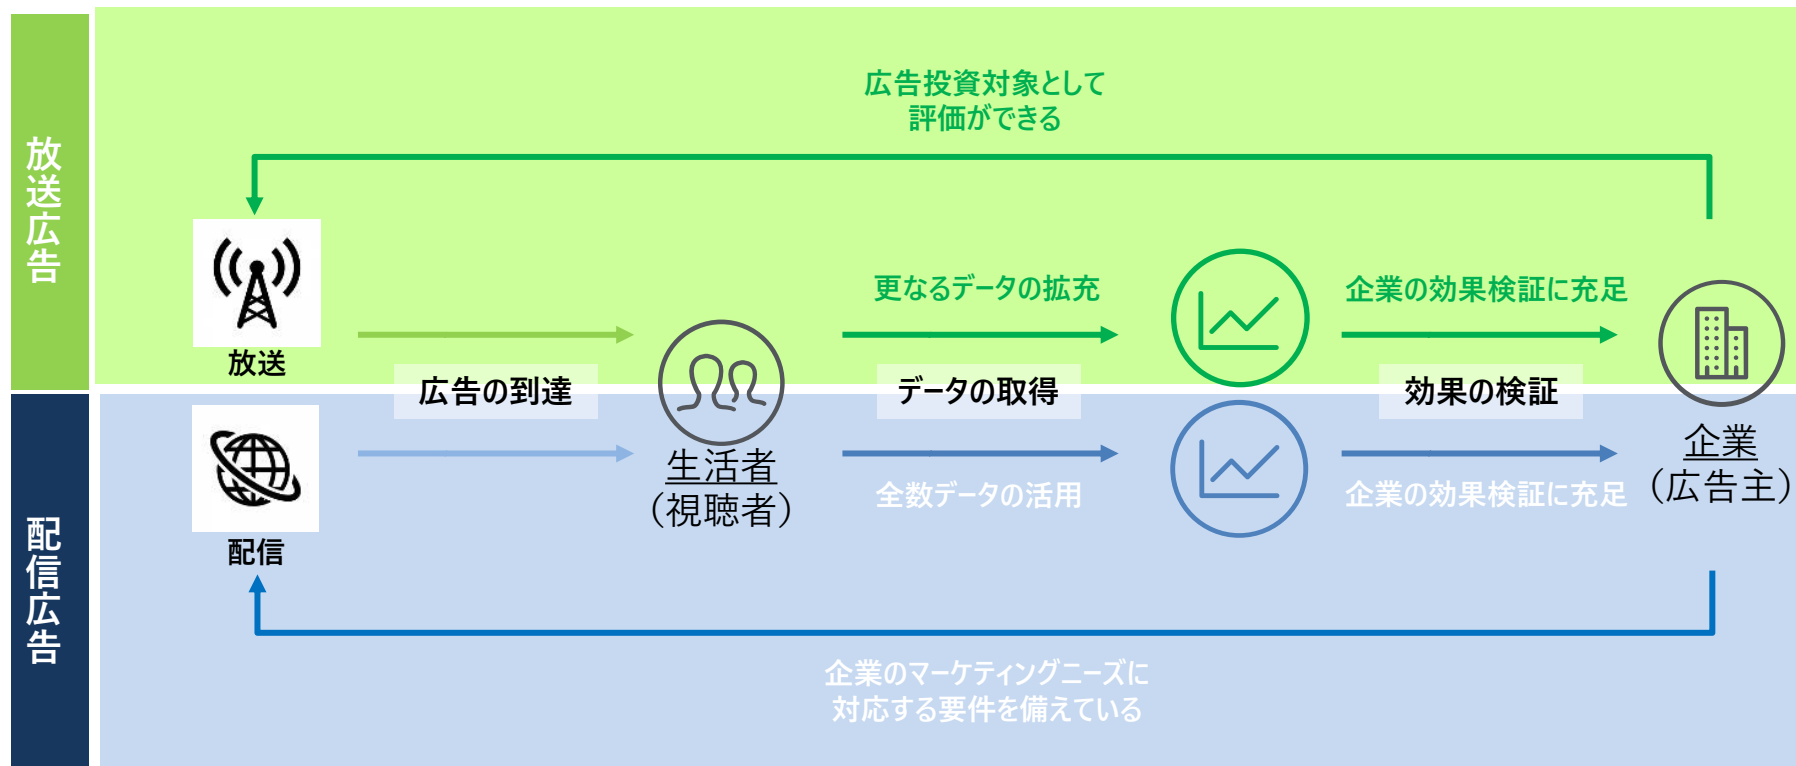 放送広告
広告投資対象として
評価ができる
放送
更なるデータの拡充
企業の効果検証に充足
広告の到達
データの取得
効果の検証
生活者
（視聴者）
企業
（広告主）
配信広告
配信
全数データの活用
企業の効果検証に充足
企業のマーケティングニーズに
対応する要件を備えている